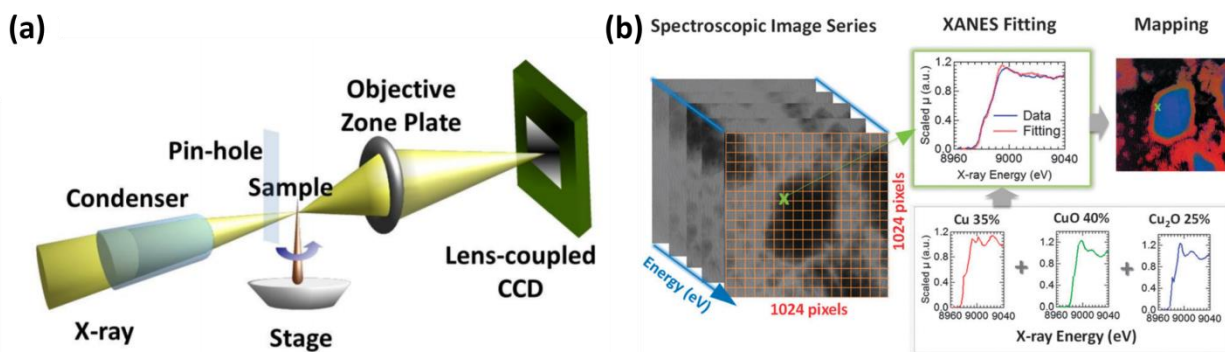 (a)
Objective
Zone Plate
Pin-hole
Sample
Condenser
Lens-coupled
CCD
X-ray
Stage
(b)
Spectroscopic Image Series
XANES Fitting
Mapping
Scaled μ (a.u.)
1.2
0.8
0.4
0.0
Data
Fitting
8960
9000
9040
X-ray Energy (eV)
X
x
1024 pixels
1024 pixels
Energy (eV)
Cu 35%
CuO 40%
Cu₂O 25%
Scaled μ (a.u.)
1.2
0.8
0.4
0.0
8960 9000 9040
+
1.2
0.8
0.4
0.0
8960 9000 9040
+
1.2
0.8
0.4
0.0
8960 9000 9040
X-ray Energy (eV)